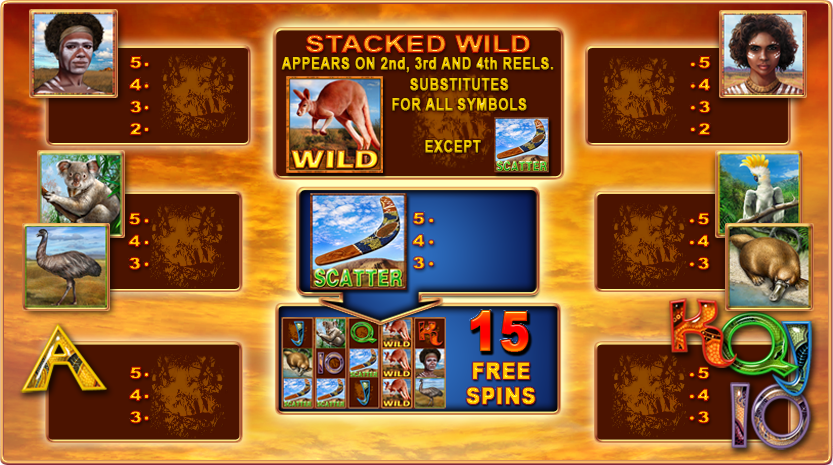 STACKED WILD
APPEARS ON 2nd, 3rd AND 4th REELS.
SUBSTITUTES
FOR ALL SYMBOLS
EXCEPT
WILD
SCATTER
5-
4-
3-
2-
5-
4-
3-
2-
5-
4-
3-
SCATTER
5-
4-
3-
5-
4-
3-
15
FREE
SPINS
Q
WILD
K
10
WILD
SCATTER
SCATTER
SCATTER
WILD
A
5-
4-
3-
K Q J
10
5-
4-
3-